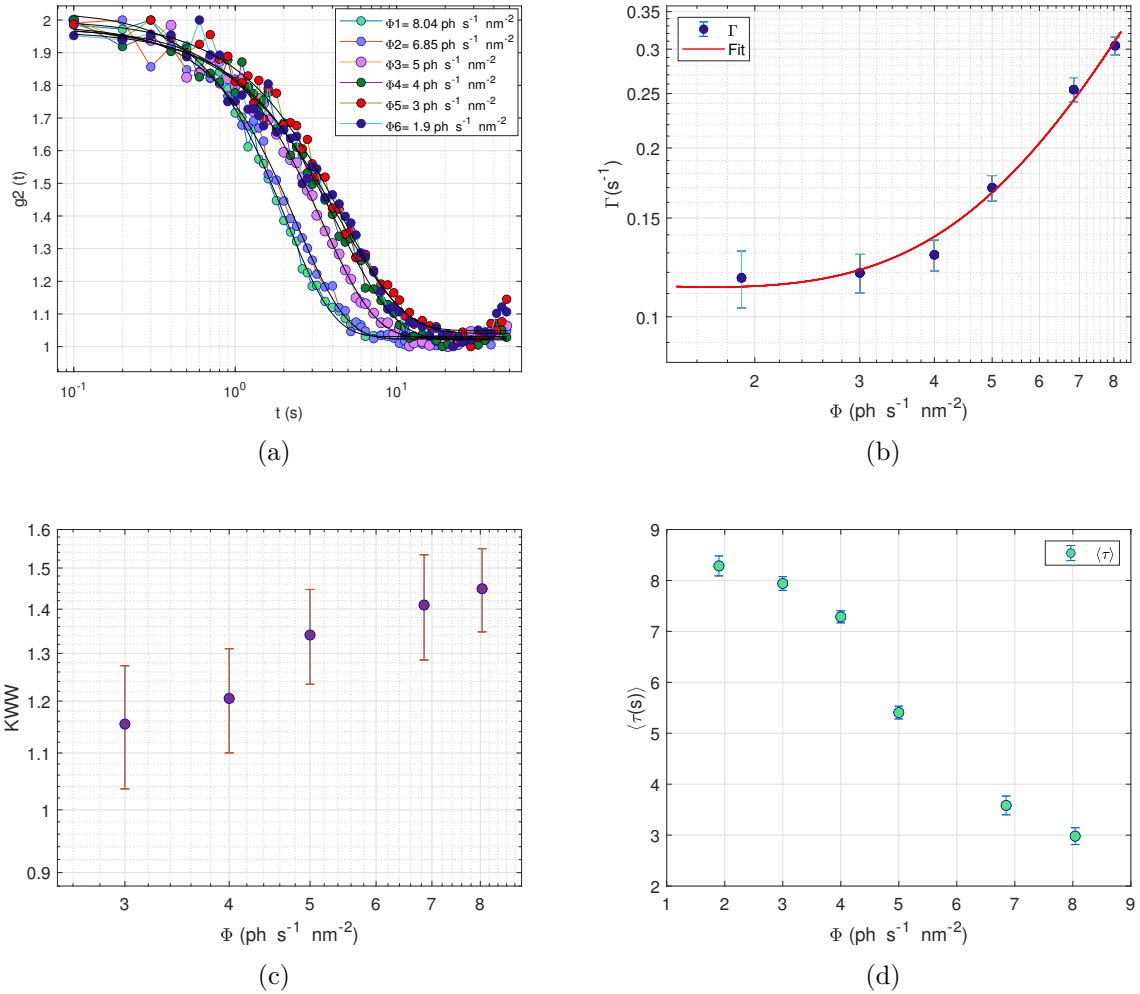 2
1.9
1.8
1.7
1.6
1.5
1.4
1.3
1.2
1.1
1
g2 (t)
10^-1
10^0
10^1
t (s)
Φ1= 8.04 ph s^-1 nm^-2
Φ2= 6.85 ph s^-1 nm^-2
Φ3= 5 ph s^-1 nm^-2
Φ4= 4 ph s^-1 nm^-2
Φ5= 3 ph s^-1 nm^-2
Φ6= 1.9 ph s^-1 nm^-2
(a)
0.3
0.2
0.15
0.1
Γ(s^-1)
Γ
Fit
2
3
4
5
6
7
8
Φ (ph s^-1 nm^-2)
(b)
1.6
1.5
1.4
1.3
1.2
1.1
1
0.9
KWW
3
4
5
6
7
8
Φ (ph s^-1 nm^-2)
(c)
9
8
7
6
5
4
3
2
⟨τ(s)⟩
⟨τ⟩
1
2
3
4
5
6
7
8
9
Φ (ph s^-1 nm^-2)
(d)